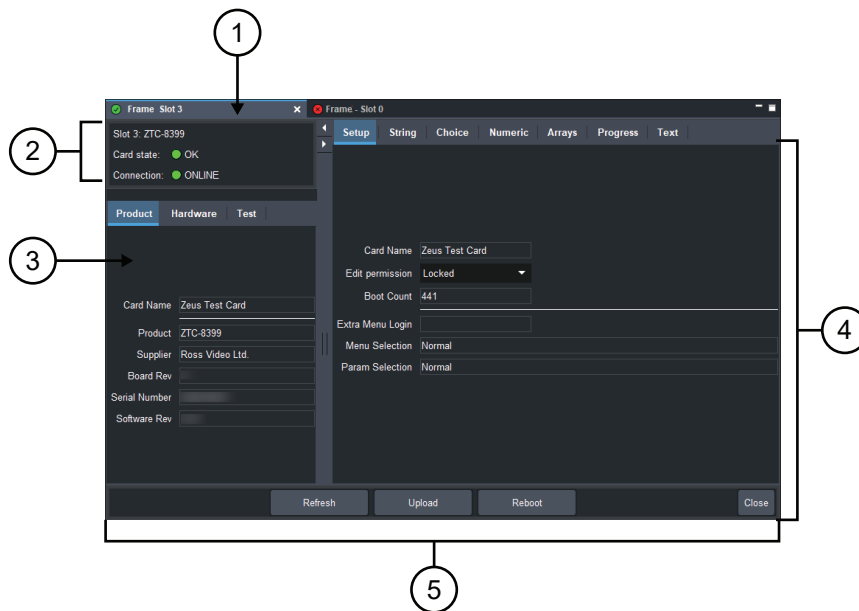 1
Frame Slot 3
Frame - Slot 0
2
Slot 3: ZTC-8399
Card state: OK
Connection: ONLINE
Setup String Choice Numeric Arrays Progress Text
Product Hardware Test
3
Card Name Zeus Test Card
Product ZTC-8399
Supplier Ross Video Ltd.
Board Rev
Serial Number
Software Rev
Card Name Zeus Test Card
Edit permission Locked
Boot Count 441
Extra Menu Login
Menu Selection Normal
Param Selection Normal
4
Refresh Upload Reboot Close
5